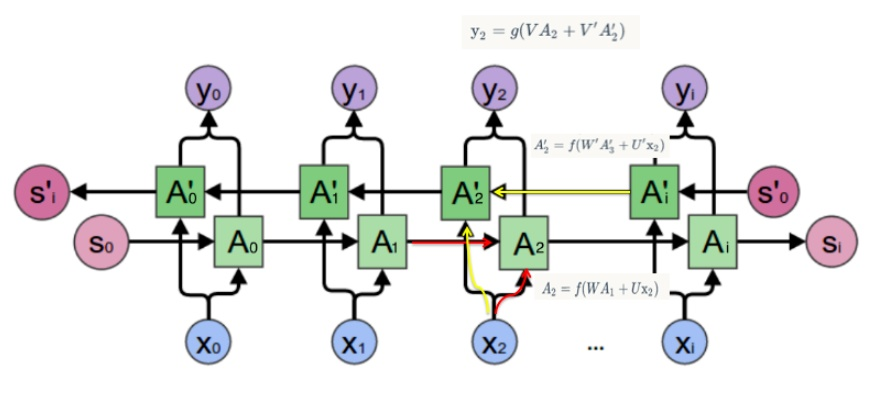 y₂ = g(VA₂ + V′A′₂)
y₀ y₁ y₂ yᵢ
A′₂ = f(W′A′₃ + U′x₂)
s'ᵢ A'₀ A'₁ A'₂ A'ᵢ s'₀
s₀ A₀ A₁ A₂ Aᵢ sᵢ
A₂ = f(WA₁ + Ux₂)
x₀ x₁ x₂ ... xᵢ